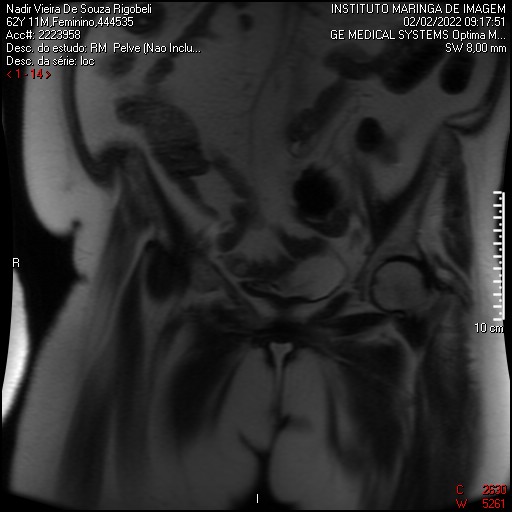 Nadir Vieira De Souza Rigobeli
62Y 11M,Feminino,444535
Acc#: 2223958
Desc. do estudo: RM Pelve (Nao Inclu...
Desc. da série: loc
< 1 -14 >
INSTITUTO MARINGA DE IMAGEM
02/02/2022 09:17:51
GE MEDICAL SYSTEMS Optima M...
SW 8,00 mm
R
10 cm
I
C 2630
W 5261